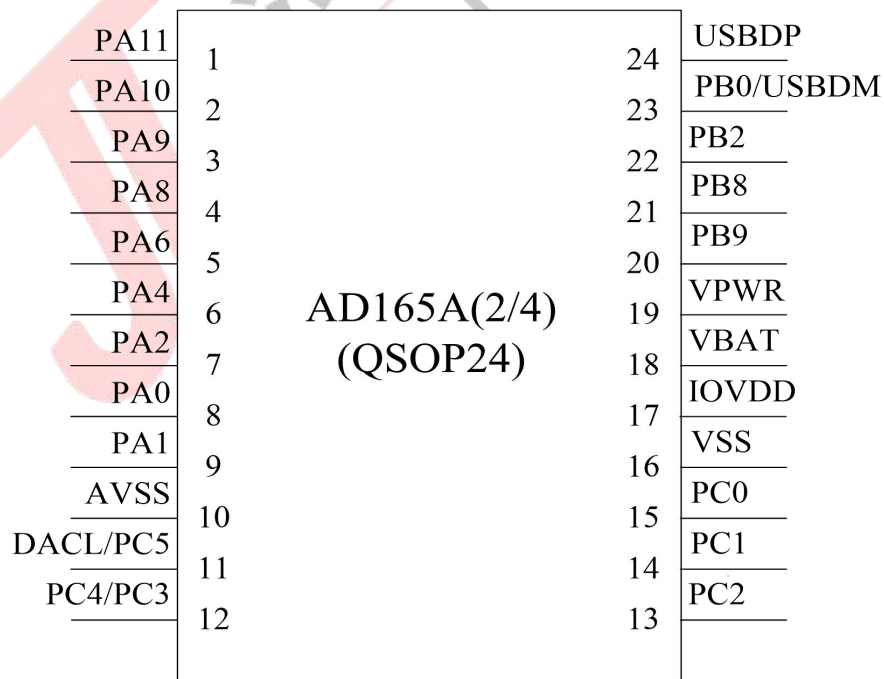 PA11 1 24 USBDP
PA10 2 23 PB0/USBDM
PA9 3 22 PB2
PA8 4 21 PB8
PA6 5 20 PB9
PA4 6 19 VPWR
PA2 7 18 VBAT
PA0 8 17 IOVDD
PA1 9 16 VSS
AVSS 10 15 PC0
DACL/PC5 11 14 PC1
PC4/PC3 12 13 PC2
AD165A(2/4)
(QSOP24)